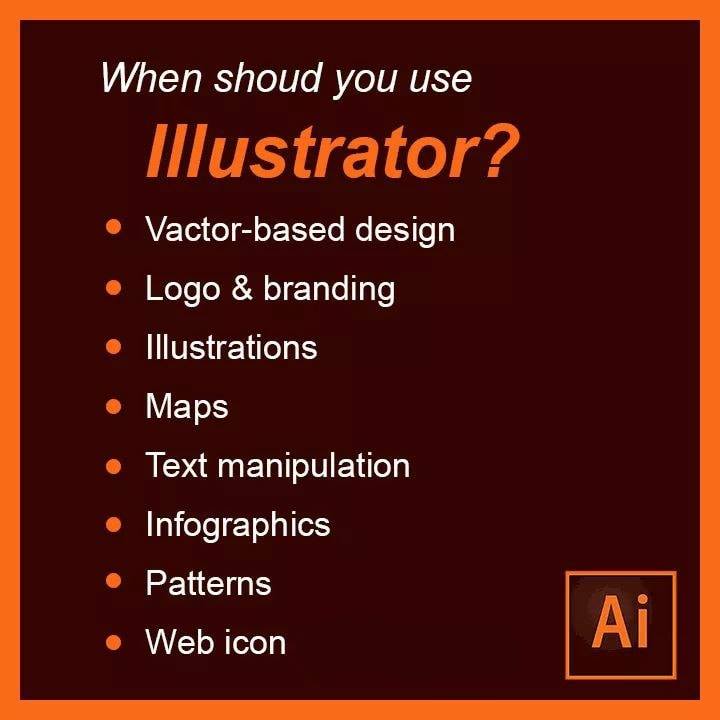 When shoud you use
Illustrator?
Vactor-based design
Logo & branding
Illustrations
Maps
Text manipulation
Infographics
Patterns
Web icon
Ai